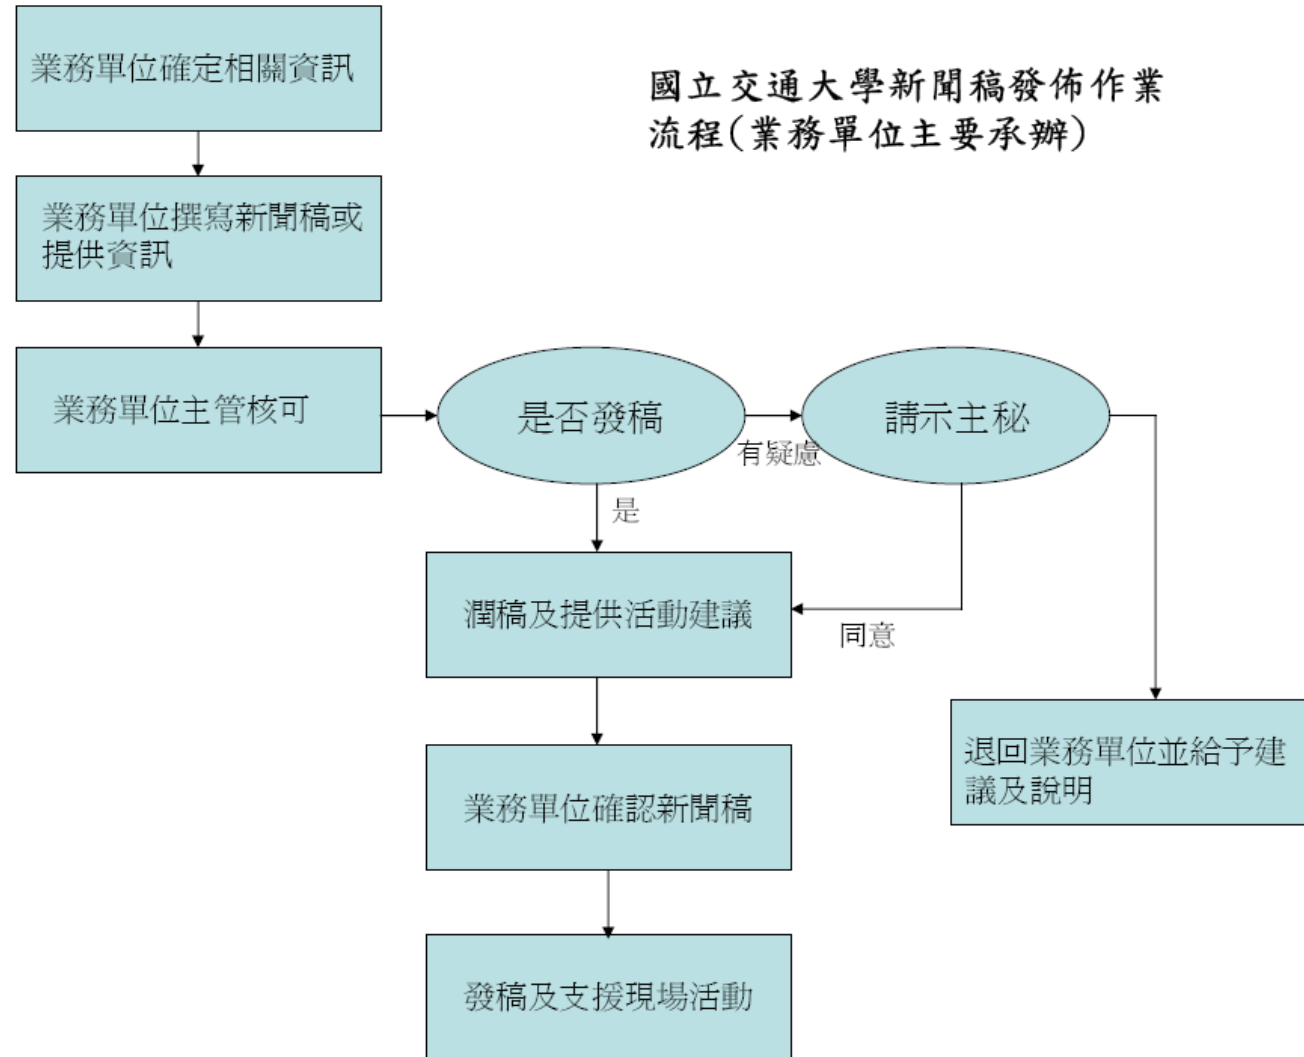 國立交通大學新聞稿發佈作業
流程(業務單位主要承辦)
業務單位確定相關資訊
業務單位撰寫新聞稿或
提供資訊
業務單位主管核可
是否發稿
有疑慮
請示主秘
是
潤稿及提供活動建議
同意
退回業務單位並給予建
議及說明
業務單位確認新聞稿
發稿及支援現場活動